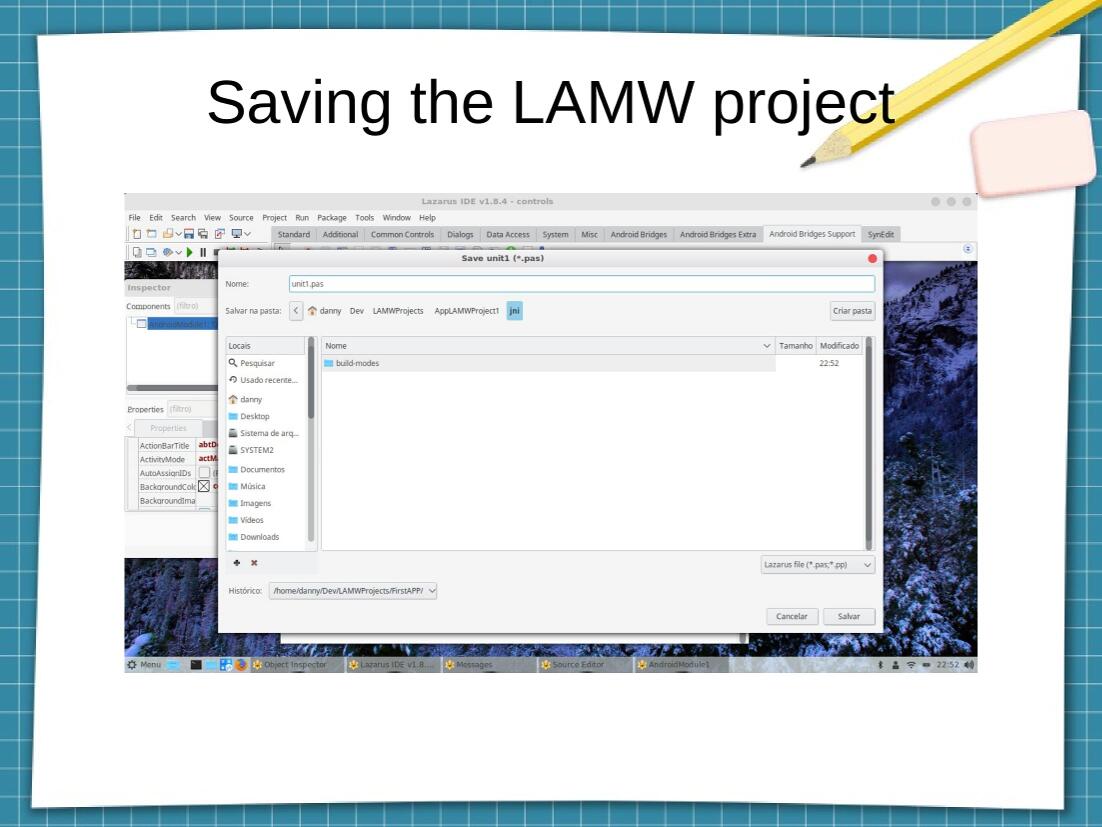 Saving the LAMW project
Lazarus IDE v1.8.4 - controls
File Edit Search View Source Project Run Package Tools Window Help
Standard Additional Common Controls Dialogs Data Access System Misc Android Bridges Android Bridges Extra Android Bridges Support SynEdit
Save unit1 (*.pas)
Inspector
Nome: unit1.pas
Components (filtro)
Salvar na pasta: danny Dev LAMWProjects AppLAMWProject1 jni Criar pasta
Locais Nome Tamanho Modificado
Pesquisar build-modes 22:52
Usado recente...
danny
Desktop
Sistema de arq...
SYSTEM2
Documentos
Música
Imagens
Vídeos
Downloads
Properties (filtro)
Properties
ActionBarTitle abtD
ActivityMode actM
AutoAssignIDs
BackgroundColo
BackgroundIma
Lazarus file (*.pas;*.pp)
Histórico: /home/danny/Dev/LAMWProjects/FirstAPP/
Cancelar Salvar
Menu Object Inspector Lazarus IDE v1.8.... Messages Source Editor AndroidModule1 22:52